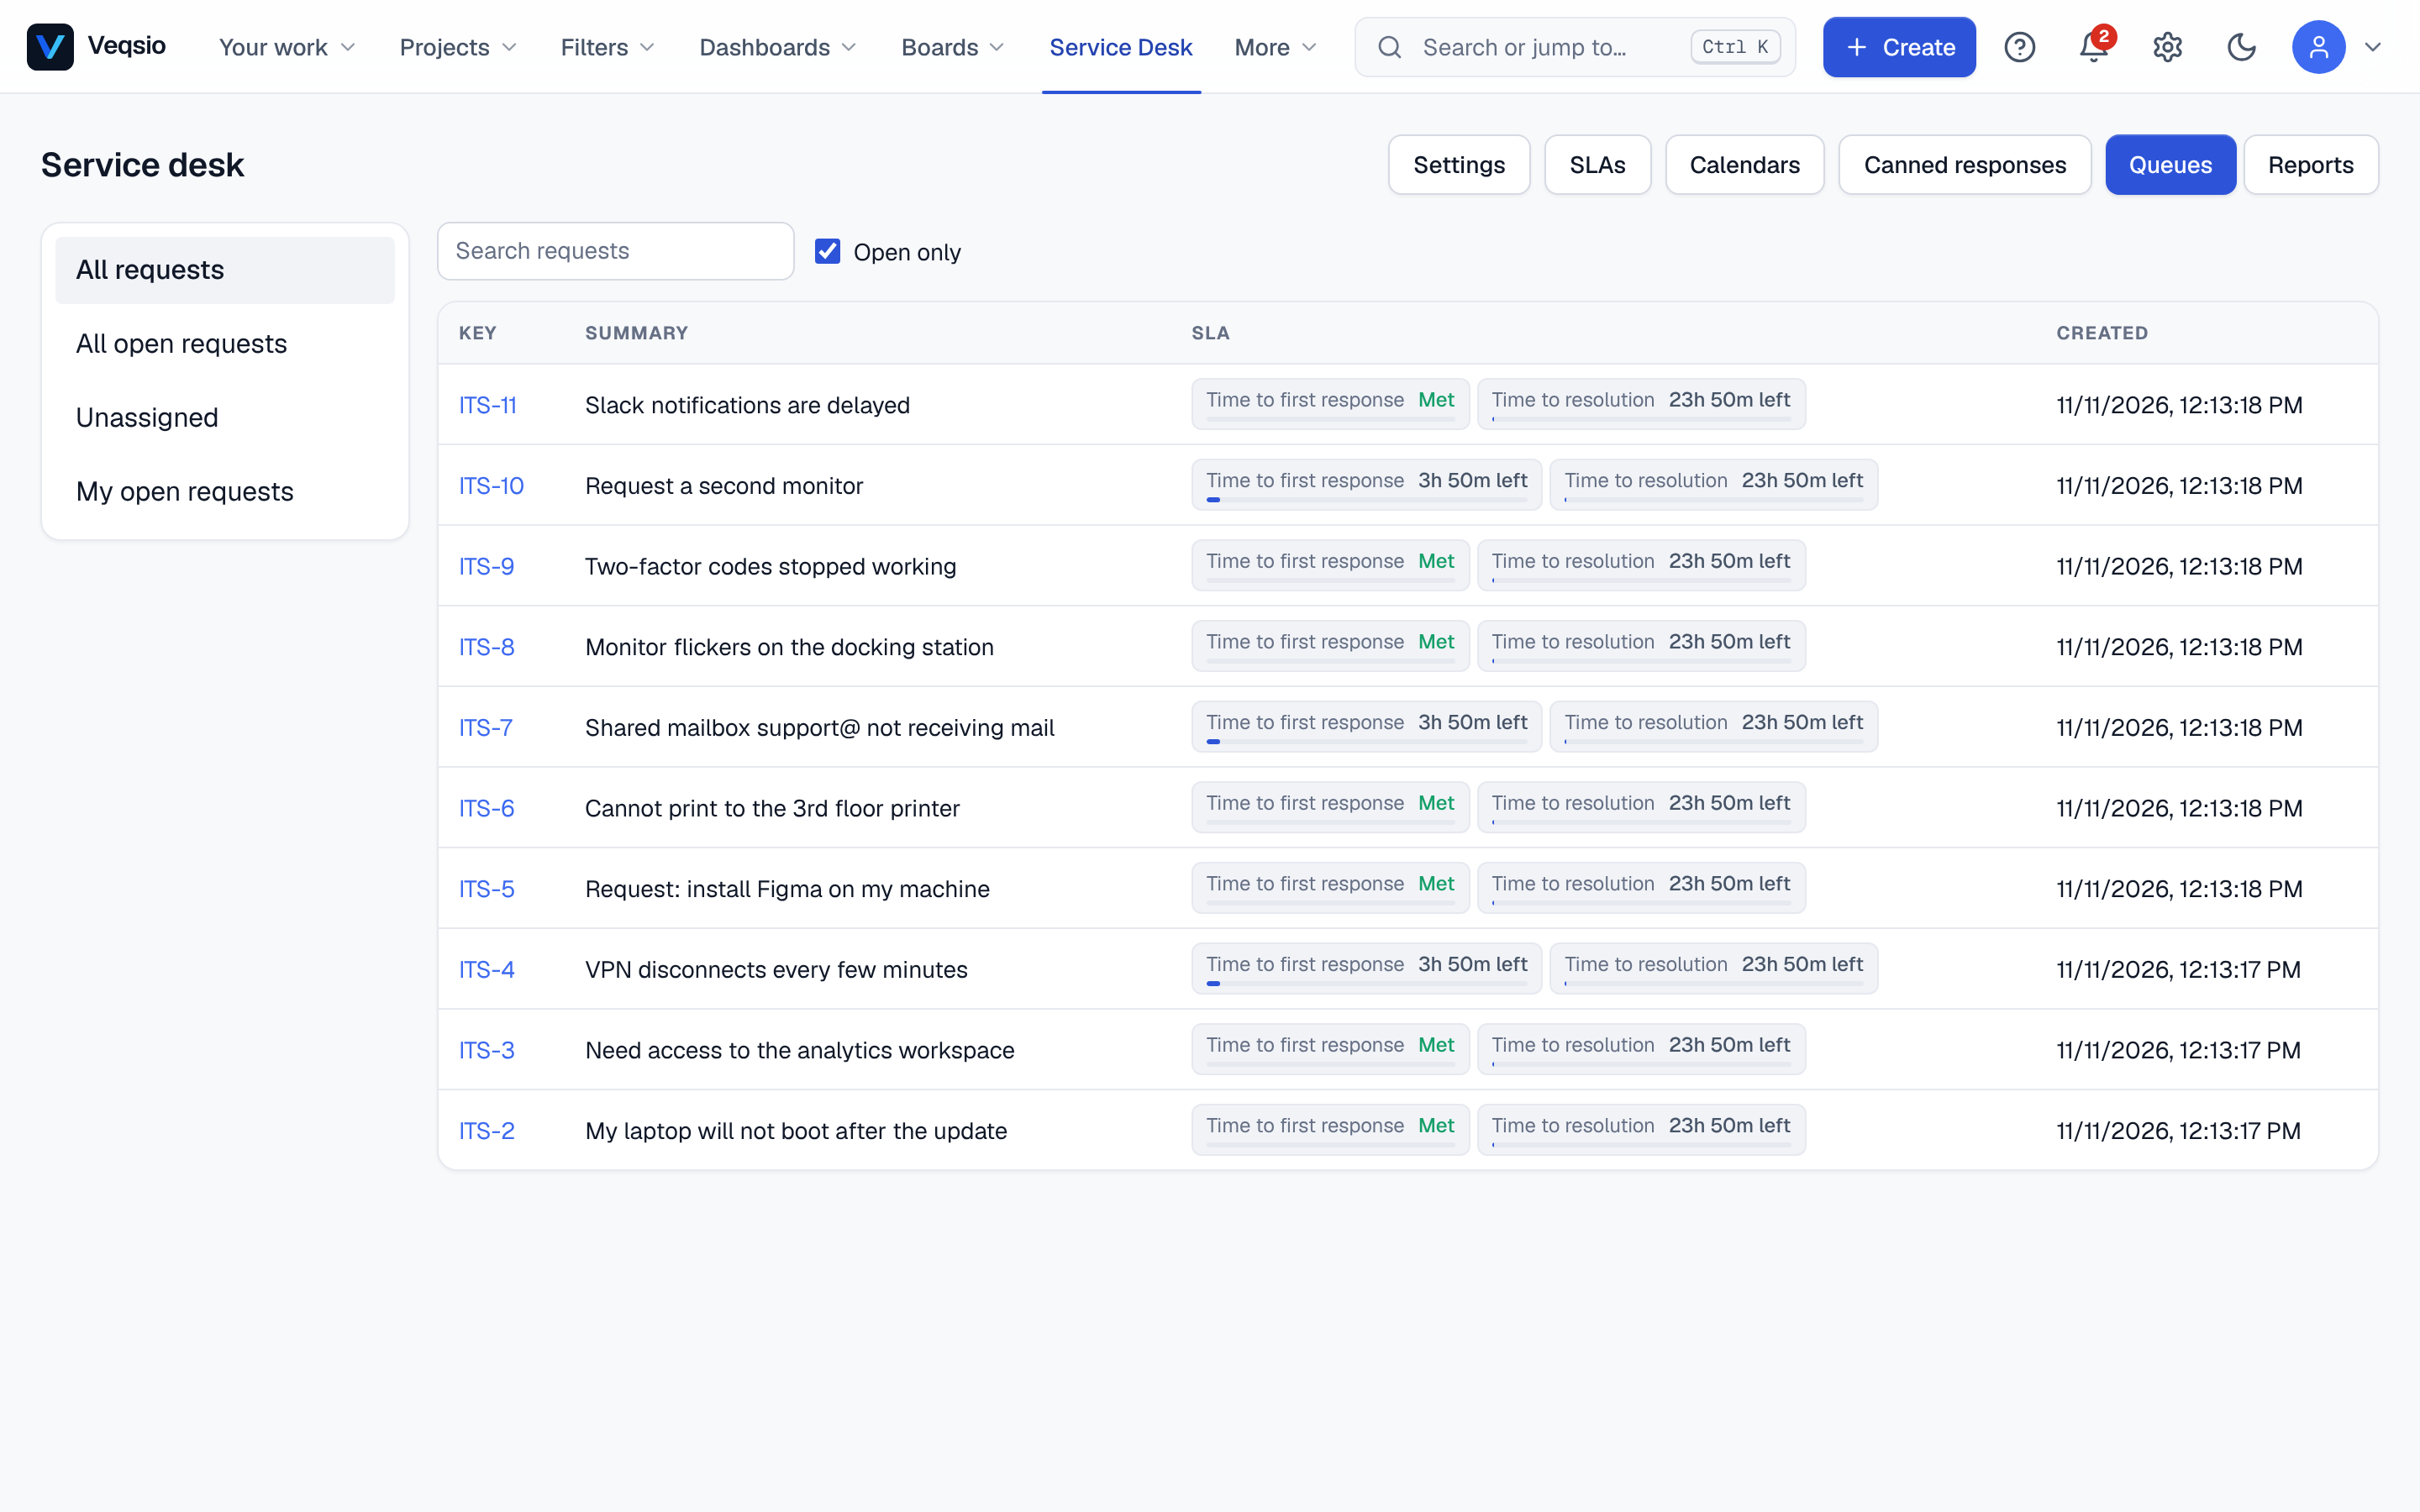 Veqsio Your work Projects Filters Dashboards Boards Service Desk More Search or jump to... Ctrl K + Create 2
Service desk Settings SLAs Calendars Canned responses Queues Reports
All requests
All open requests
Unassigned
My open requests
Search requests Open only
KEY SUMMARY SLA CREATED
ITS-11 Slack notifications are delayed Time to first response Met Time to resolution 23h 50m left 11/11/2026, 12:13:18 PM
ITS-10 Request a second monitor Time to first response 3h 50m left Time to resolution 23h 50m left 11/11/2026, 12:13:18 PM
ITS-9 Two-factor codes stopped working Time to first response Met Time to resolution 23h 50m left 11/11/2026, 12:13:18 PM
ITS-8 Monitor flickers on the docking station Time to first response Met Time to resolution 23h 50m left 11/11/2026, 12:13:18 PM
ITS-7 Shared mailbox support@ not receiving mail Time to first response 3h 50m left Time to resolution 23h 50m left 11/11/2026, 12:13:18 PM
ITS-6 Cannot print to the 3rd floor printer Time to first response Met Time to resolution 23h 50m left 11/11/2026, 12:13:18 PM
ITS-5 Request: install Figma on my machine Time to first response Met Time to resolution 23h 50m left 11/11/2026, 12:13:18 PM
ITS-4 VPN disconnects every few minutes Time to first response 3h 50m left Time to resolution 23h 50m left 11/11/2026, 12:13:17 PM
ITS-3 Need access to the analytics workspace Time to first response Met Time to resolution 23h 50m left 11/11/2026, 12:13:17 PM
ITS-2 My laptop will not boot after the update Time to first response Met Time to resolution 23h 50m left 11/11/2026, 12:13:17 PM